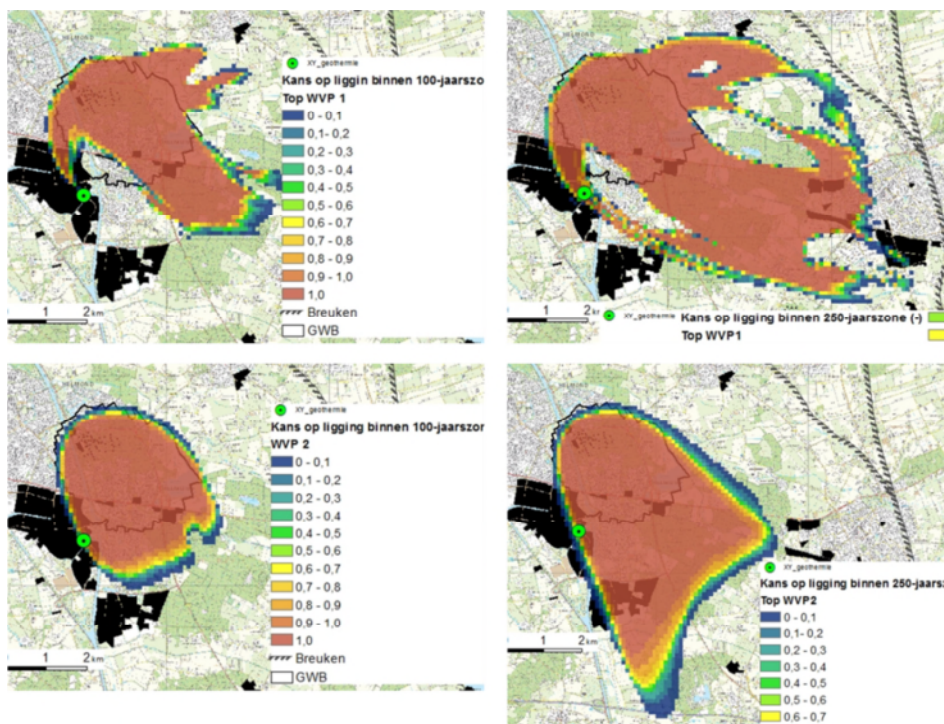 XY_geothermie
Kans op liggin binnen 100-jaarszo
Top WVP 1
0 - 0,1
0,1- 0,2
0,2 - 0,3
0,3 - 0,4
0,4 - 0,5
0,5 - 0,6
0,6 - 0,7
0,7 - 0,8
0,8 - 0,9
0,9 - 1,0
1,0
Breuken
GWB
1 2 km
1 2 kr
XY_geothermie
Kans op ligging binnen 250-jaarszone (-)
Top WVP1
XY_geothermie
Kans op ligging binnen 100-jaarszor
WVP 2
0 - 0,1
0,1 - 0,2
0,2 - 0,3
0,3 - 0,4
0,4 - 0,5
0,5 - 0,6
0,6 - 0,7
0,7 - 0,8
0,8 - 0,9
0,9 - 1,0
1,0
Breuken
GWB
1 2 km
1 2 k
XY_geothermie
Kans op ligging binnen 250-jaarsz
Top WVP2
0 - 0,1
0,1- 0,2
0,2 - 0,3
0,3 - 0,4
0,4 - 0,5
0,5 - 0,6
0,6 - 0,7